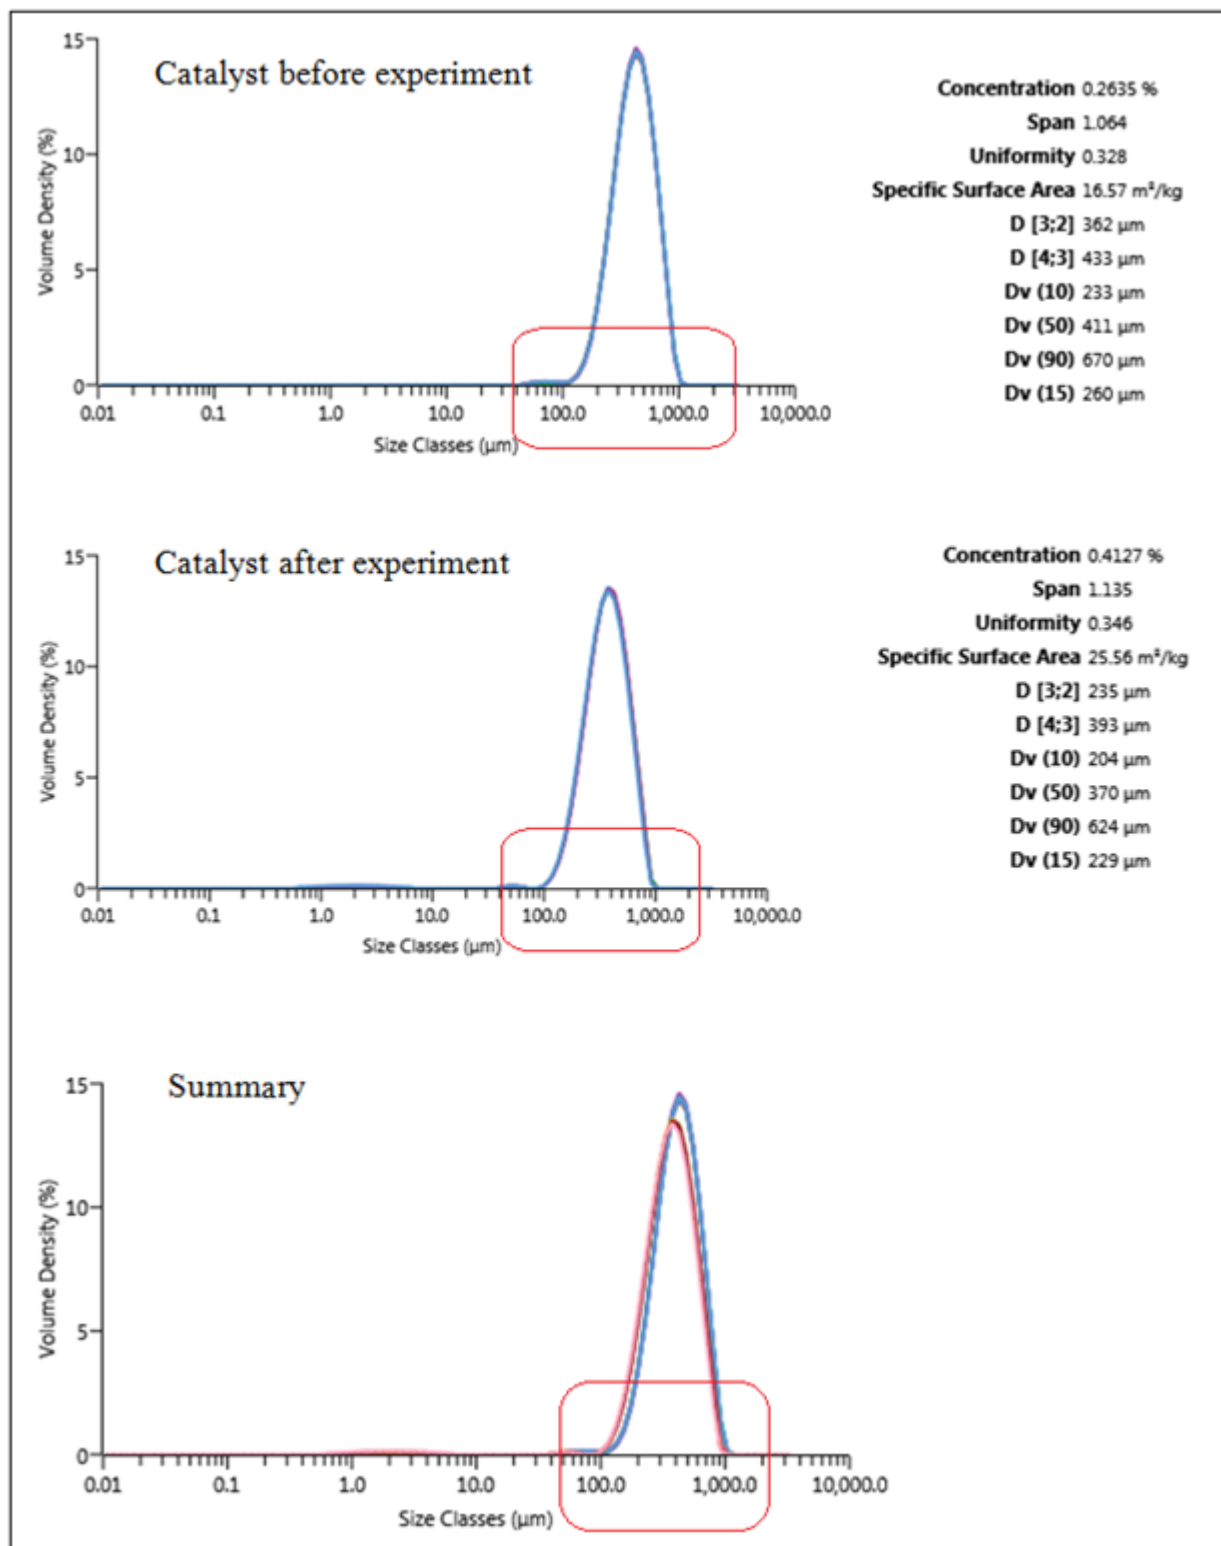 Catalyst before experiment
15
10
5
0
Volume Density (%)
0.01 0.1 1.0 10.0 100.0 1,000.0 10,000.0
Size Classes (µm)
Concentration 0.2635 %
Span 1.064
Uniformity 0.328
Specific Surface Area 16.57 m²/kg
D [3;2] 362 µm
D [4;3] 433 µm
Dv (10) 233 µm
Dv (50) 411 µm
Dv (90) 670 µm
Dv (15) 260 µm
Catalyst after experiment
15
10
5
0
Volume Density (%)
0.01 0.1 1.0 10.0 100.0 1,000.0 10,000.0
Size Classes (µm)
Concentration 0.4127 %
Span 1.135
Uniformity 0.346
Specific Surface Area 25.56 m²/kg
D [3;2] 235 µm
D [4;3] 393 µm
Dv (10) 204 µm
Dv (50) 370 µm
Dv (90) 624 µm
Dv (15) 229 µm
Summary
15
10
5
0
Volume Density (%)
0.01 0.1 1.0 10.0 100.0 1,000.0 10,000.0
Size Classes (µm)